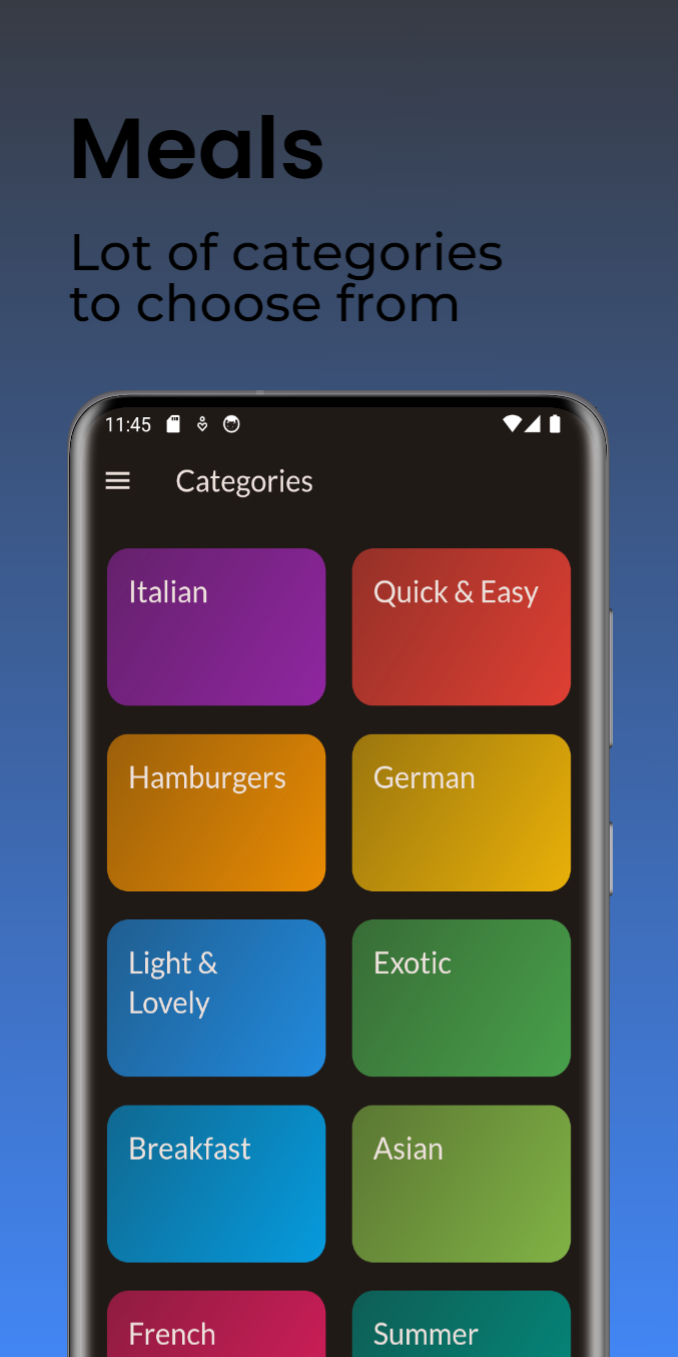 Meals
Lot of categories
to choose from
11:45
Categories
Italian
Quick & Easy
Hamburgers
German
Light &
Lovely
Exotic
Breakfast
Asian
French
Summer